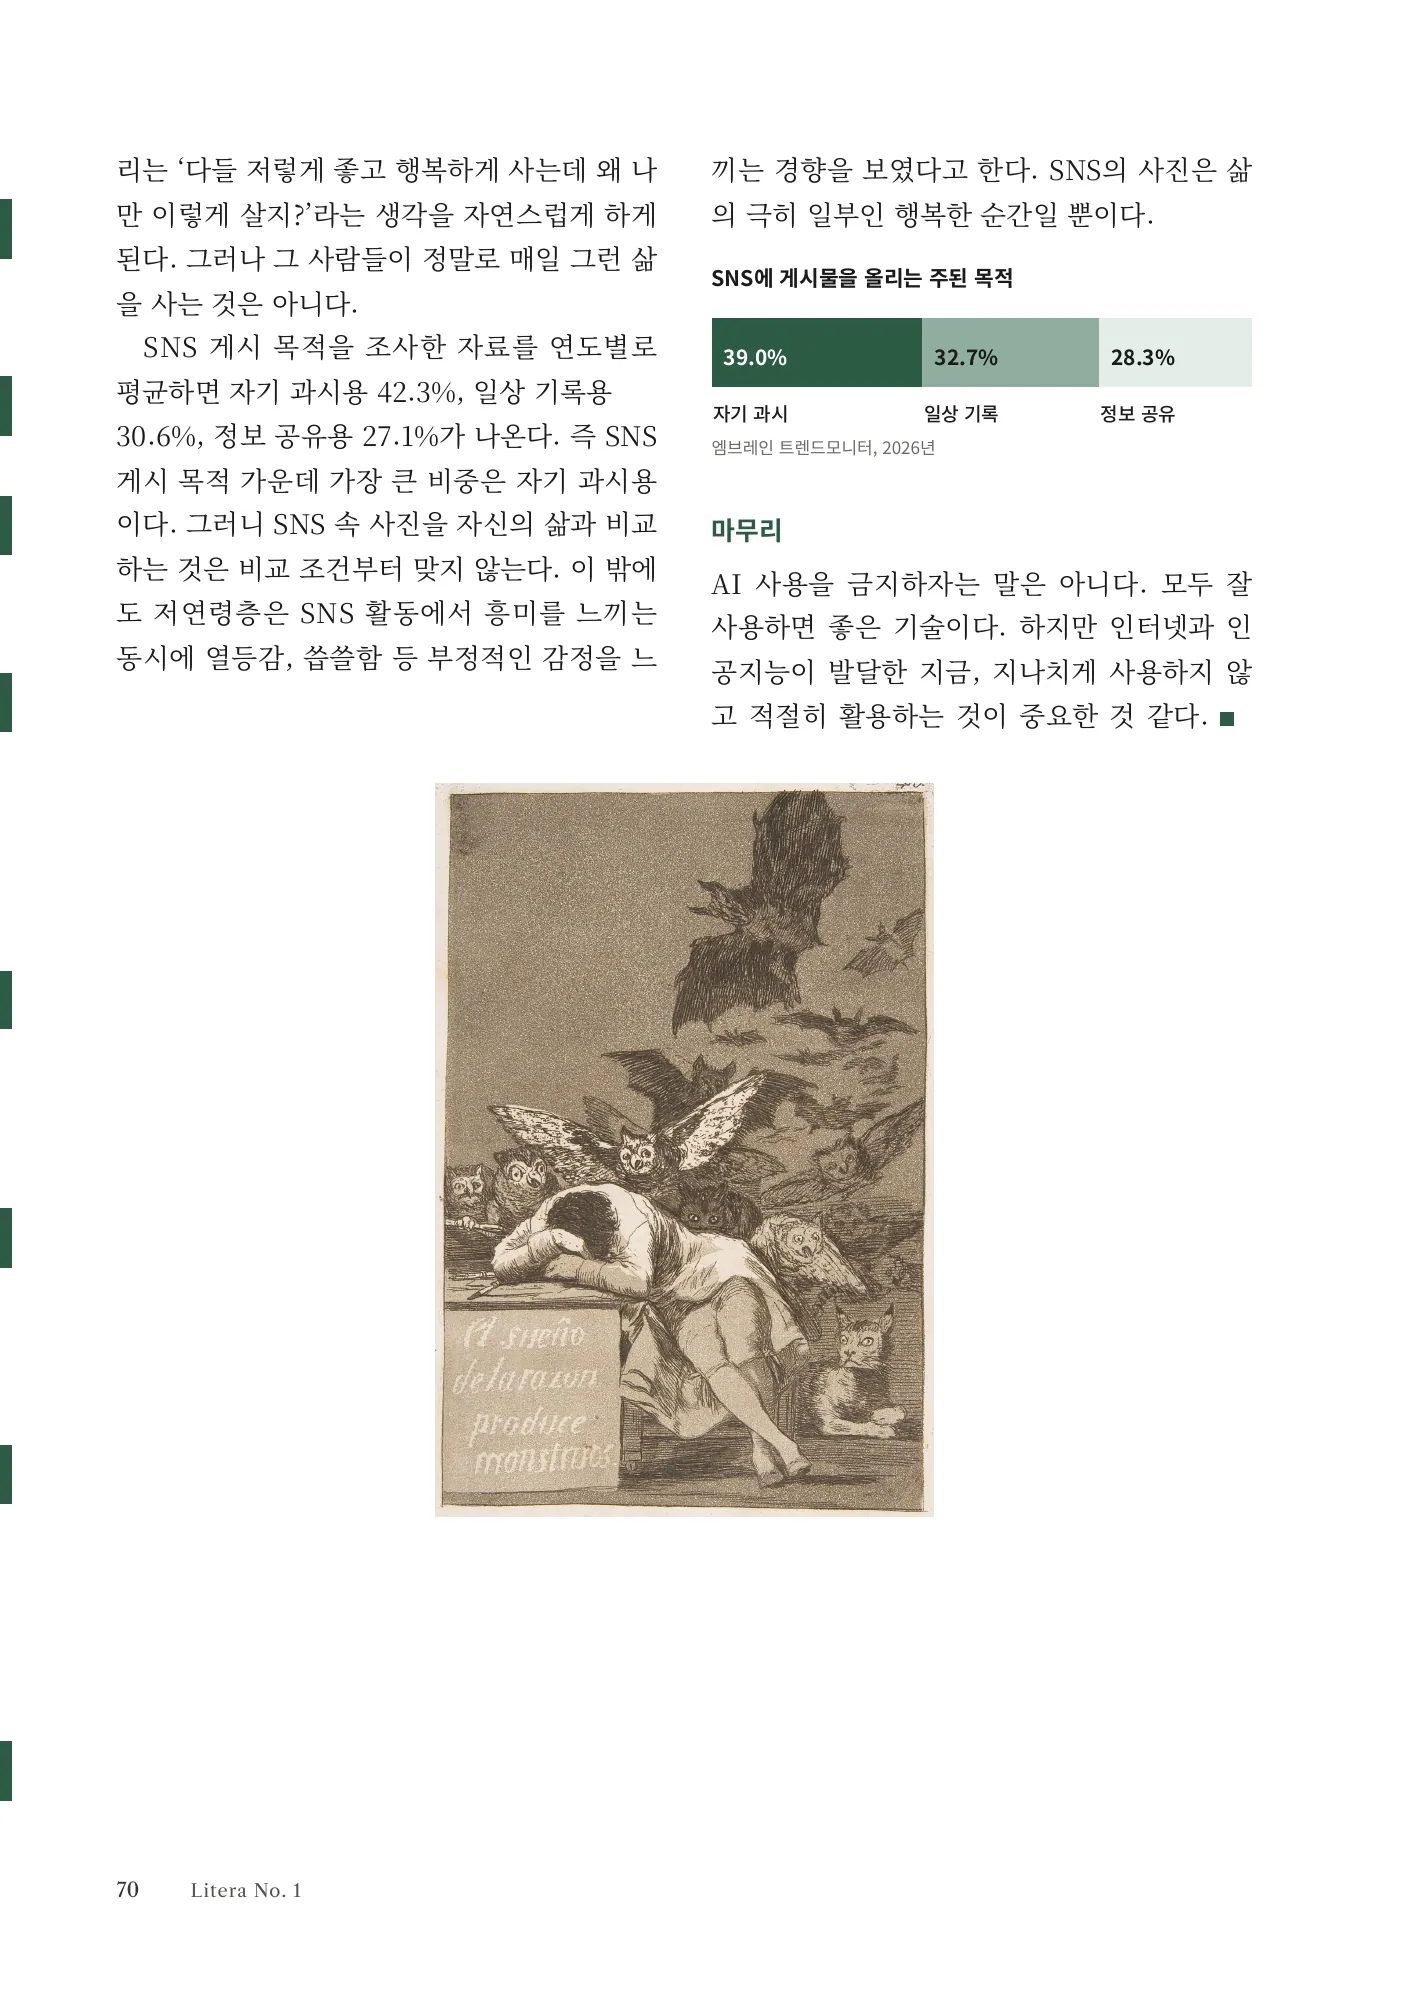 리는 ‘다들 저렇게 좋고 행복하게 사는데 왜 나
만 이렇게 살지?’라는 생각을 자연스럽게 하게
된다. 그러나 그 사람들이 정말로 매일 그런 삶
을 사는 것은 아니다.
SNS 게시 목적을 조사한 자료를 연도별로
평균하면 자기 과시용 42.3%, 일상 기록용
30.6%, 정보 공유용 27.1%가 나온다. 즉 SNS
게시 목적 가운데 가장 큰 비중은 자기 과시용
이다. 그러니 SNS 속 사진을 자신의 삶과 비교
하는 것은 비교 조건부터 맞지 않는다. 이 밖에
도 저연령층은 SNS 활동에서 흥미를 느끼는
동시에 열등감, 씁쓸함 등 부정적인 감정을 느
끼는 경향을 보였다고 한다. SNS의 사진은 삶
의 극히 일부인 행복한 순간일 뿐이다.
SNS에 게시물을 올리는 주된 목적
39.0% 32.7% 28.3%
자기 과시 일상 기록 정보 공유
엠브레인 트렌드모니터, 2026년
마무리
AI 사용을 금지하자는 말은 아니다. 모두 잘
사용하면 좋은 기술이다. 하지만 인터넷과 인
공지능이 발달한 지금, 지나치게 사용하지 않
고 적절히 활용하는 것이 중요한 것 같다. ■
El sueño
de la razon
produce
monstruos.
70 Litera No. 1